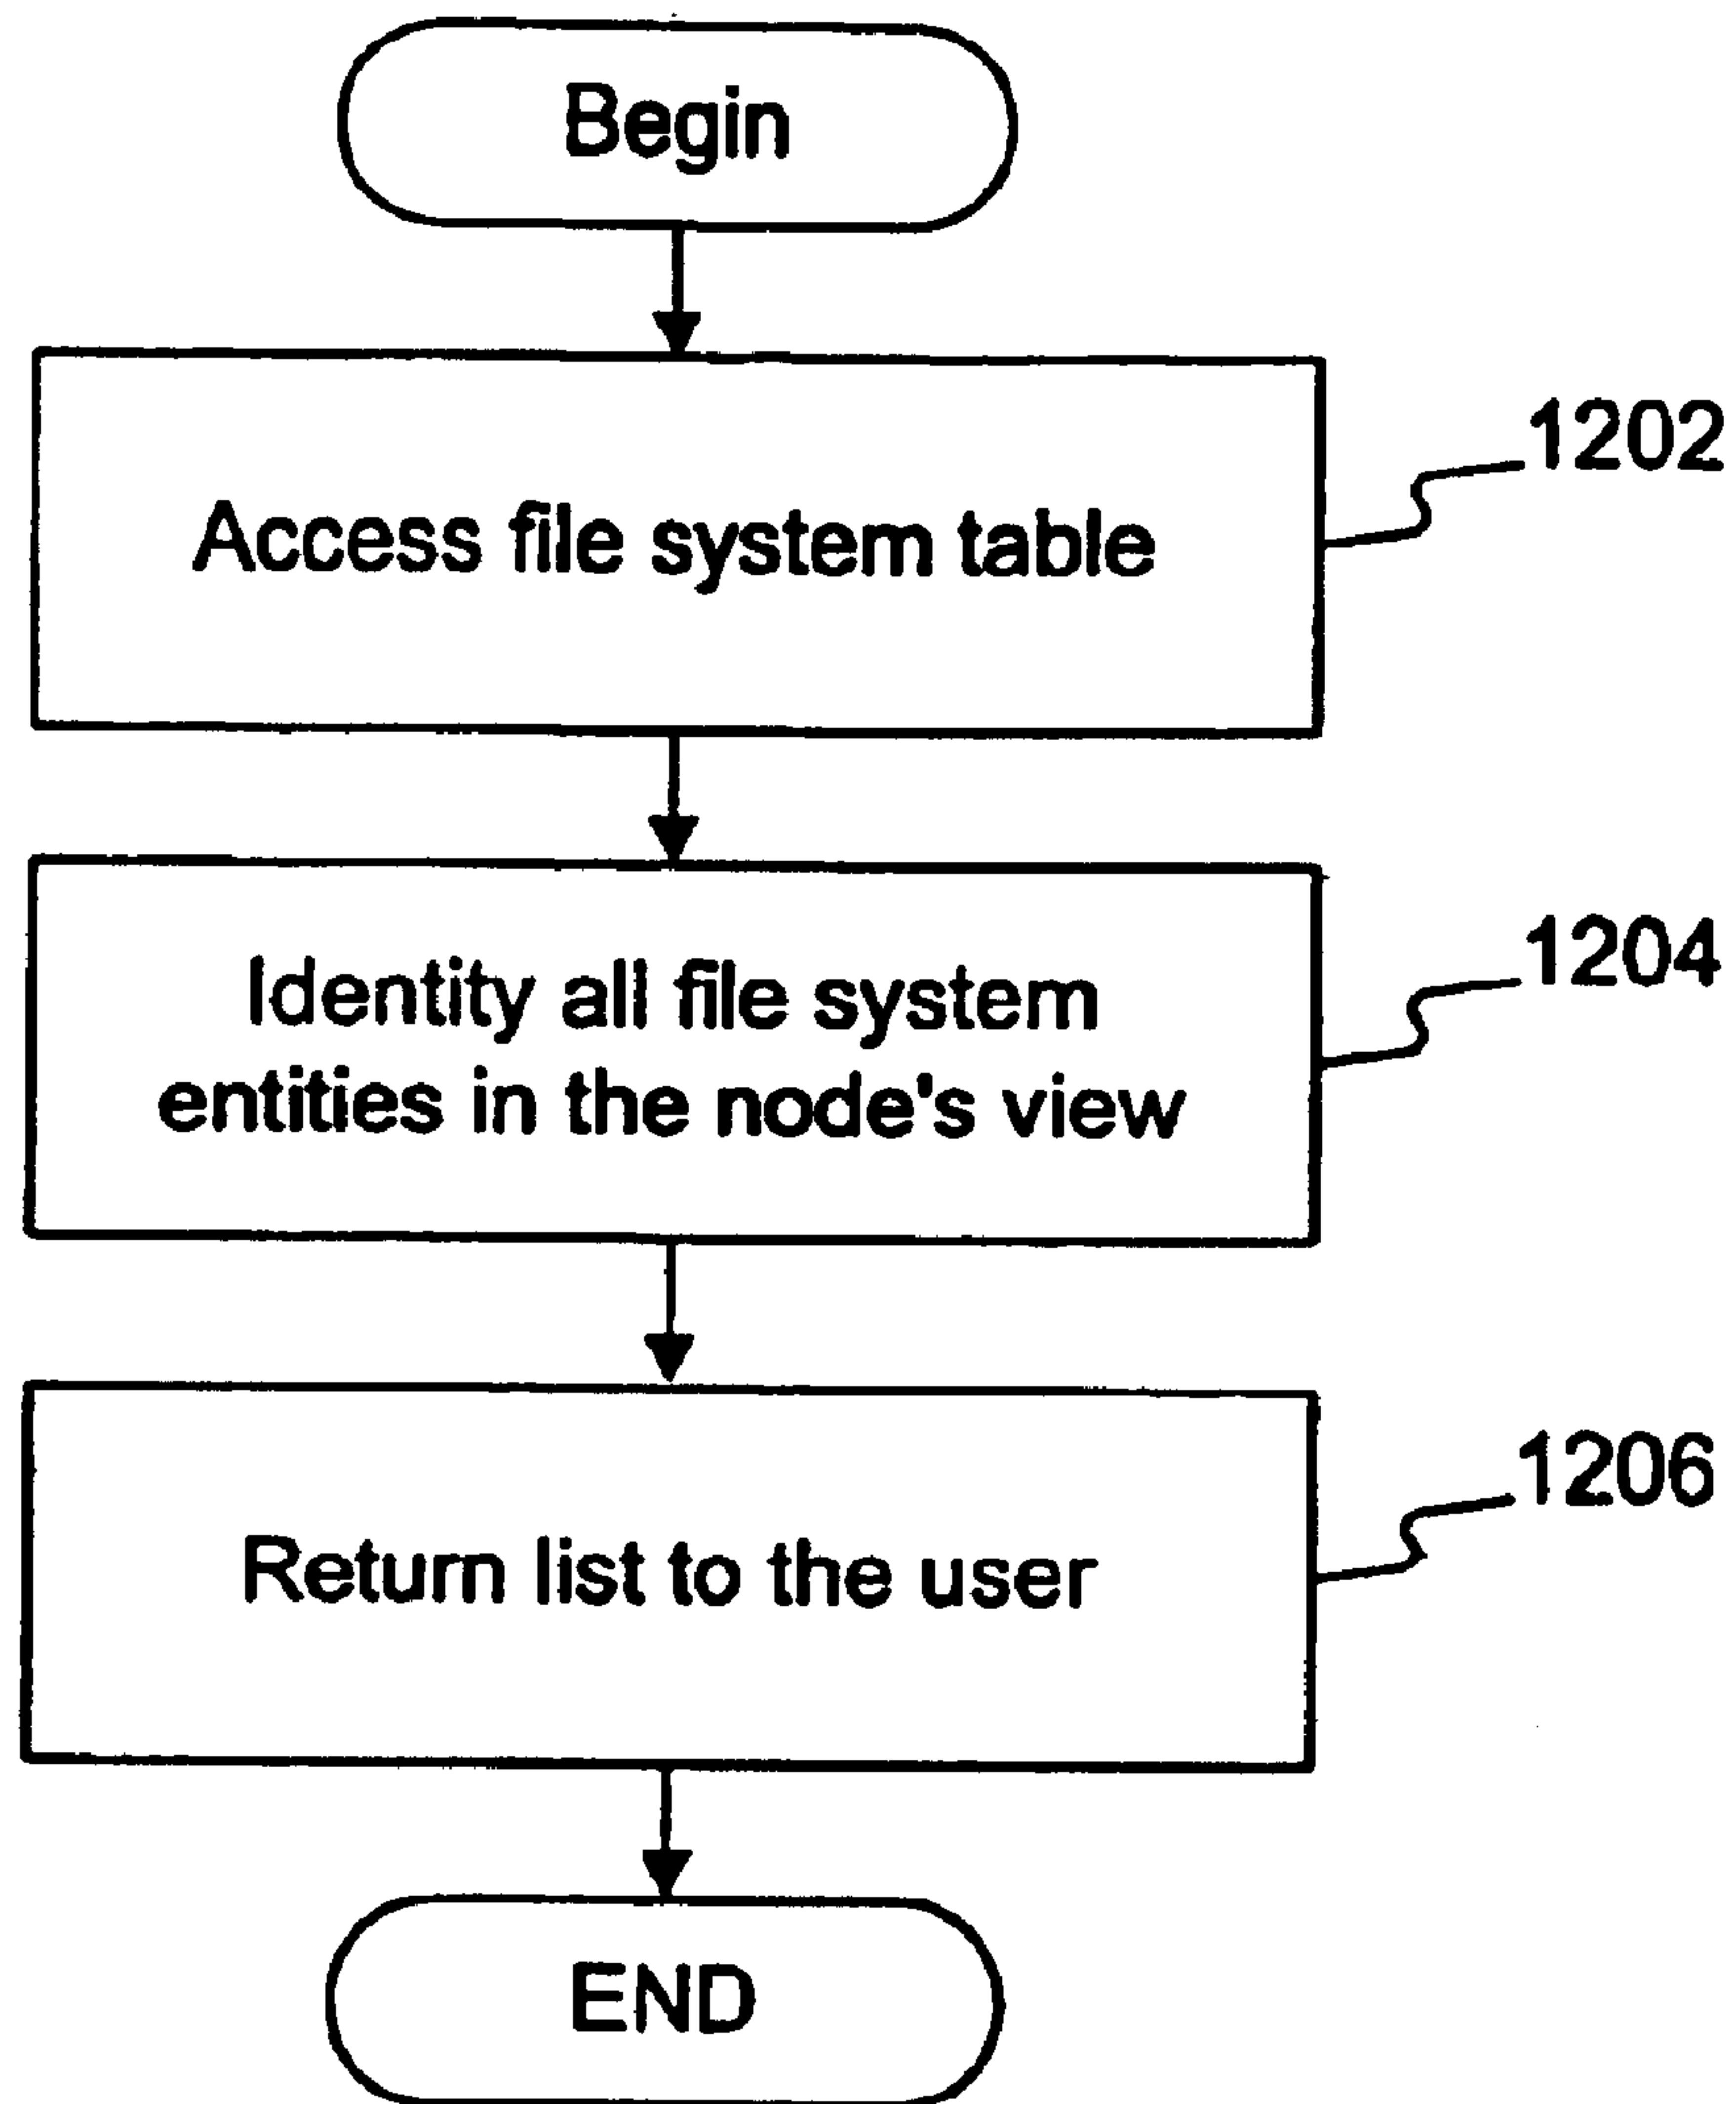 Begin
Access file system table
1202
Identity all file system
entities in the node's view
1204
Return list to the user
1206
END